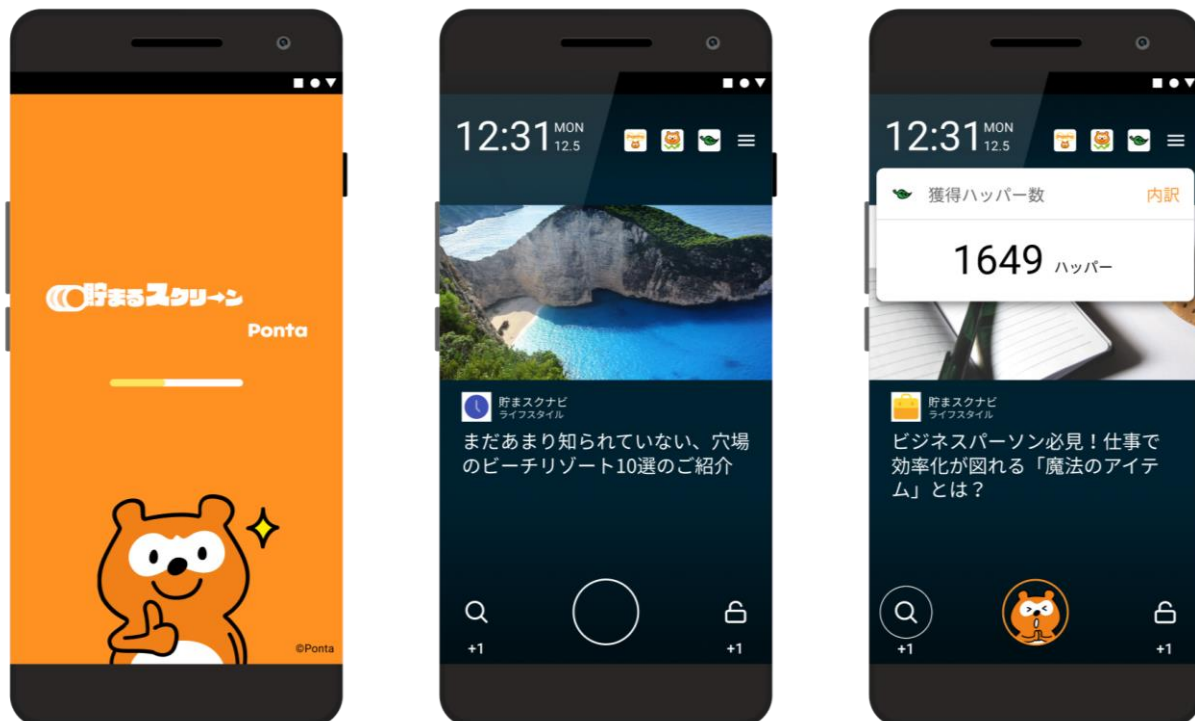 貯まるスクリーン
Ponta
©Ponta
12:31
MON
12.5
貯まスクナビ
ライフスタイル
まだあまり知られていない、穴場
のビーチリゾート10選のご紹介
+1
+1
12:31
MON
12.5
獲得ハッパー数
内訳
1649 ハッパー
貯まスクナビ
ライフスタイル
ビジネスパーソン必見！仕事で
効率化が図れる「魔法のアイテ
ム」とは？
+1
+1